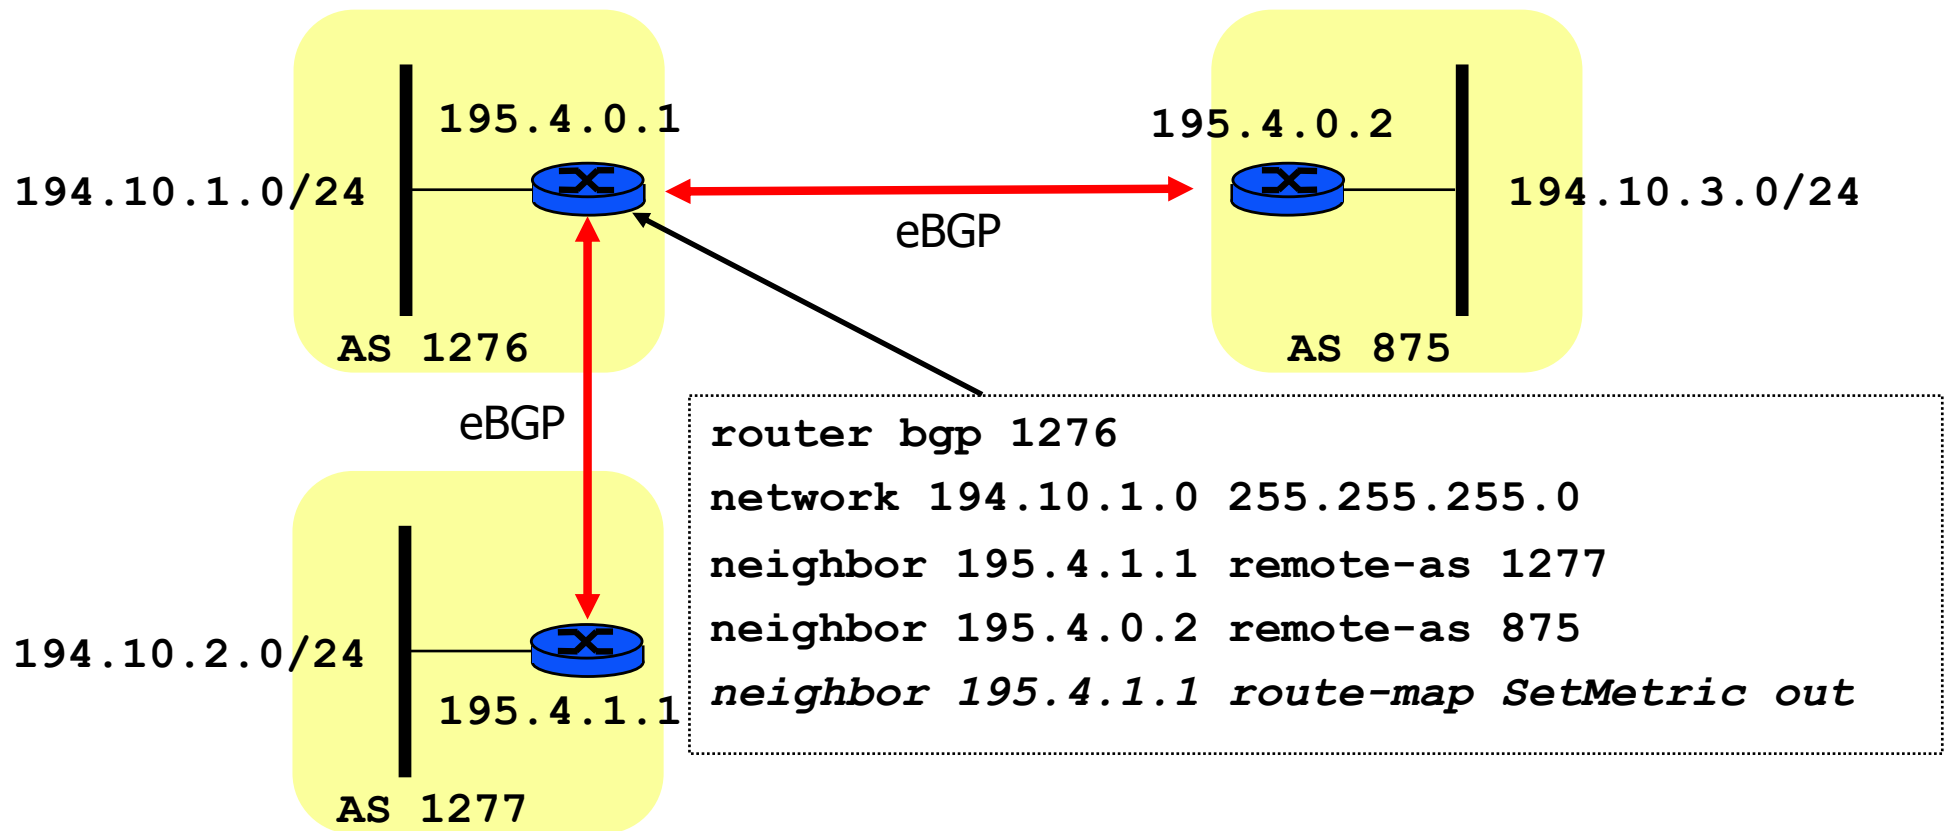 195.4.0.1
195.4.0.2
194.10.1.0/24
194.10.3.0/24
eBGP
AS 1276
AS 875
eBGP
router bgp 1276
network 194.10.1.0 255.255.255.0
neighbor 195.4.1.1 remote-as 1277
neighbor 195.4.0.2 remote-as 875
neighbor 195.4.1.1 route-map SetMetric out
194.10.2.0/24
195.4.1.1
AS 1277